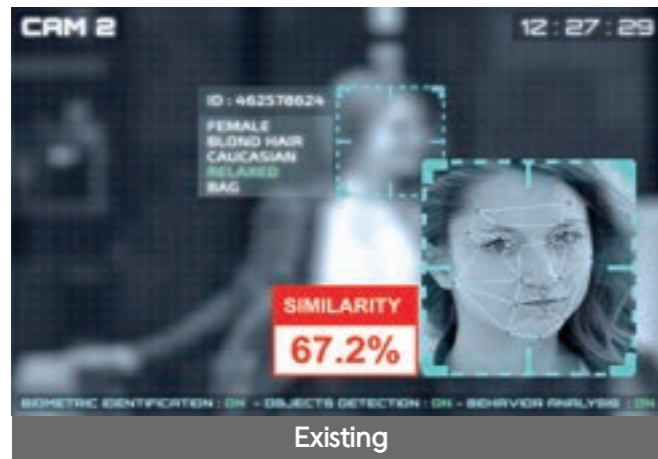 CAM 2
12 : 27 : 29
ID : 462578624
FEMALE
BLOND HAIR
CAUCASIAN
RELAXED
BAG
SIMILARITY
67.2%
BIOMETRIC IDENTIFICATION : ON - OBJECTS DETECTION : ON - BEHAVIOR ANALYSIS : ON
Existing